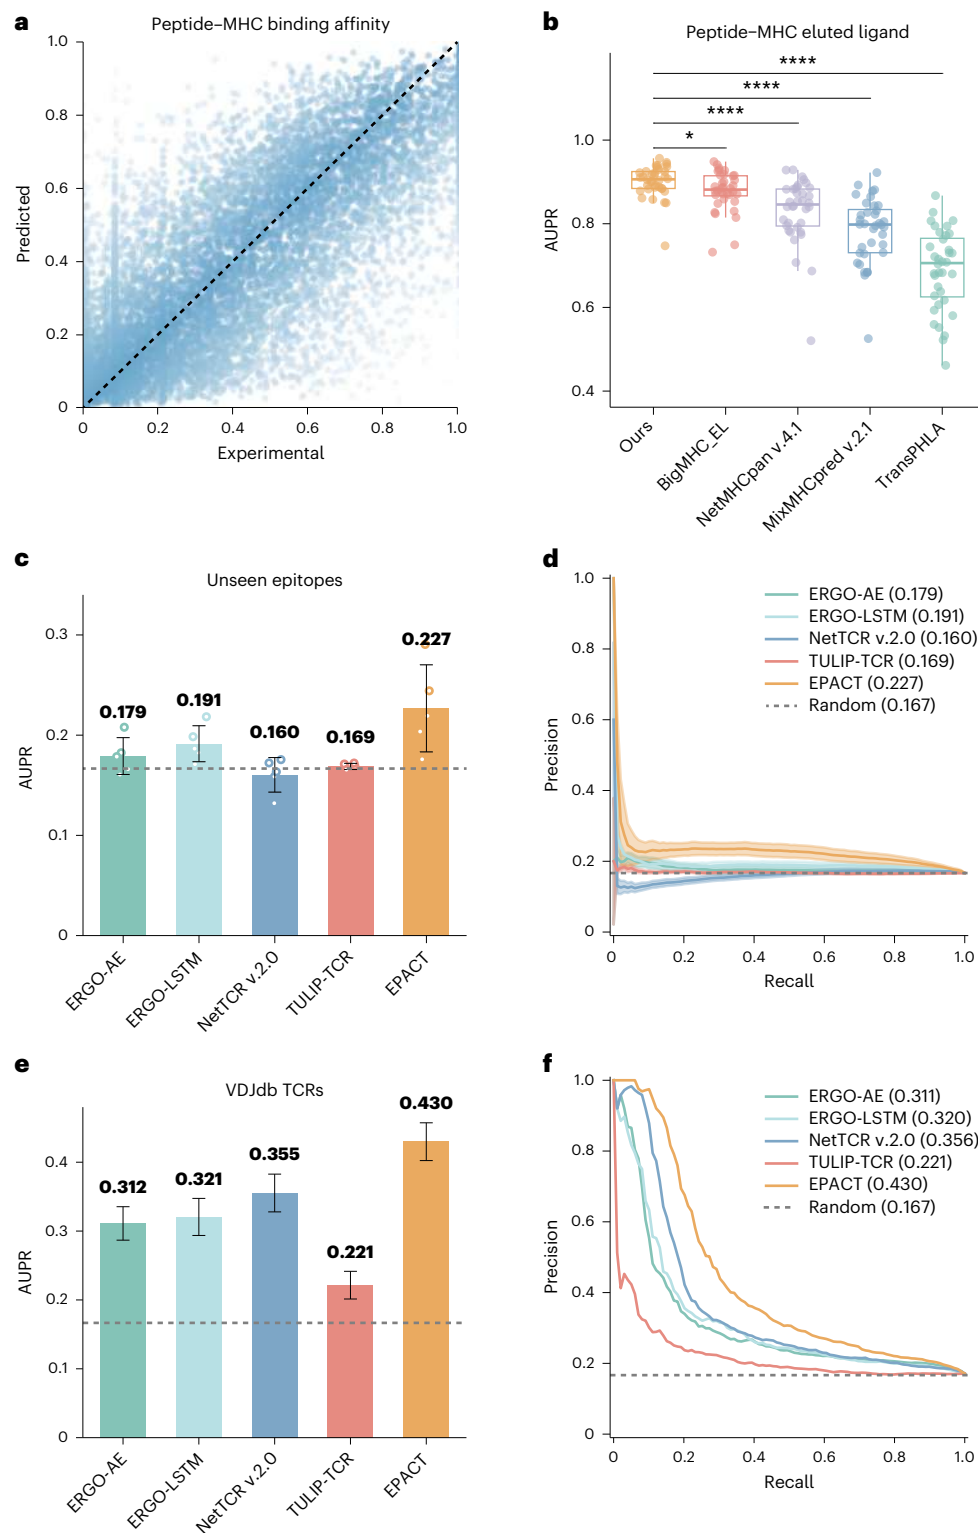 a
Peptide–MHC binding affinity
1.0
0.8
0.6
0.4
0.2
0
Predicted
0
0.2
0.4
0.6
0.8
1.0
Experimental
b
Peptide–MHC eluted ligand
****
****
****
*
1.0
0.8
0.6
0.4
AUPR
Ours
BigMHC_EL
NetMHCpan v.4.1
MixMHCpred v.2.1
TransPHLA
c
Unseen epitopes
0.3
0.2
0.1
0
AUPR
0.179
0.191
0.160
0.169
0.227
ERGO-AE
ERGO-LSTM
NetTCR v.2.0
TULIP-TCR
EPACT
d
1.0
0.8
0.6
0.4
0.2
0
Precision
ERGO-AE (0.179)
ERGO-LSTM (0.191)
NetTCR v.2.0 (0.160)
TULIP-TCR (0.169)
EPACT (0.227)
Random (0.167)
0
0.2
0.4
0.6
0.8
1.0
Recall
e
VDJdb TCRs
0.4
0.3
0.2
0.1
0
AUPR
0.312
0.321
0.355
0.221
0.430
ERGO-AE
ERGO-LSTM
NetTCR v.2.0
TULIP-TCR
EPACT
f
1.0
0.8
0.6
0.4
0.2
0
Precision
ERGO-AE (0.311)
ERGO-LSTM (0.320)
NetTCR v.2.0 (0.356)
TULIP-TCR (0.221)
EPACT (0.430)
Random (0.167)
0
0.2
0.4
0.6
0.8
1.0
Recall